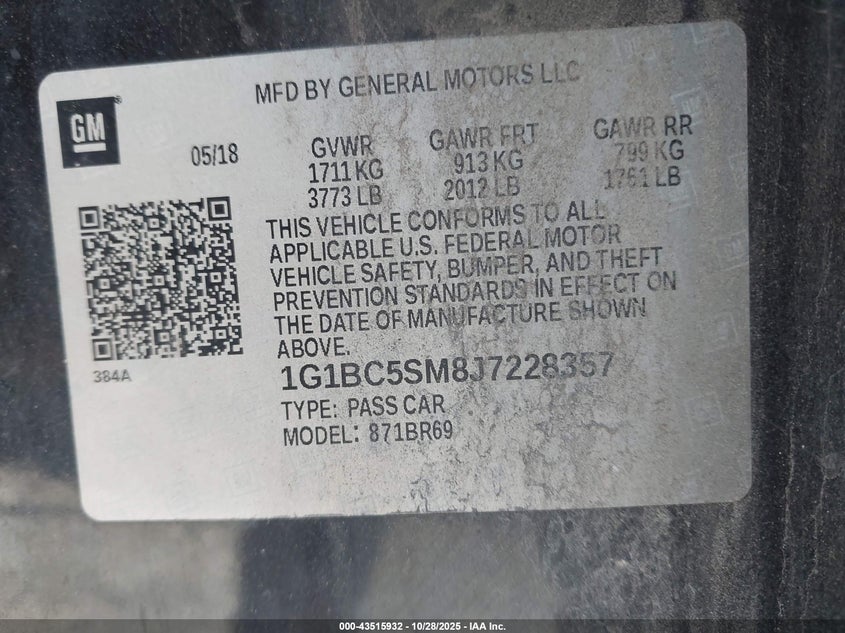 MFD BY GENERAL MOTORS LLC
GM
05/18
GVWR GAWR FRT GAWR RR
1711 KG 913 KG 799 KG
3773 LB 2012 LB 1761 LB
THIS VEHICLE CONFORMS TO ALL
APPLICABLE U.S. FEDERAL MOTOR
VEHICLE SAFETY, BUMPER, AND THEFT
PREVENTION STANDARDS IN EFFECT ON
THE DATE OF MANUFACTURE SHOWN
ABOVE.
384A
1G1BC5SM8J7228357
TYPE: PASS CAR
MODEL: 871BR69
000-43515932 - 10/28/2025 - IAA Inc.